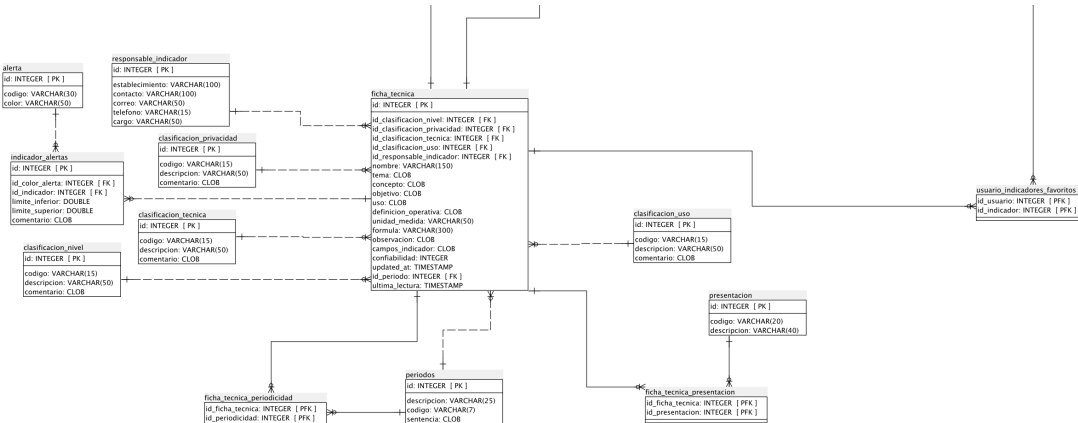 alerta
id: INTEGER [ PK ]
codigo: VARCHAR(30)
color: VARCHAR(50)
responsable_indicador
id: INTEGER [ PK ]
establecimiento: VARCHAR(100)
contacto: VARCHAR(100)
correo: VARCHAR(50)
telefono: VARCHAR(15)
cargo: VARCHAR(50)
ficha_tecnica
id: INTEGER [ PK ]
id_clasificacion_nivel: INTEGER [ FK ]
id_clasificacion_privacidad: INTEGER [ FK ]
id_clasificacion_tecnica: INTEGER [ FK ]
id_clasificacion_uso: INTEGER [ FK ]
id_responsable_indicador: INTEGER [ FK ]
nombre: VARCHAR(150)
tema: CLOB
concepto: CLOB
objetivo: CLOB
uso: CLOB
definicion_operativa: CLOB
unidad_medida: VARCHAR(50)
formula: VARCHAR(300)
observacion: CLOB
campos_indicador: CLOB
confiabilidad: INTEGER
updated_at: TIMESTAMP
id_periodo: INTEGER [ FK ]
ultima_lectura: TIMESTAMP
clasificacion_privacidad
id: INTEGER [ PK ]
codigo: VARCHAR(15)
descripcion: VARCHAR(50)
comentario: CLOB
indicador_alertas
id: INTEGER [ PK ]
id_color_alerta: INTEGER [ FK ]
id_indicador: INTEGER [ FK ]
limite_inferior: DOUBLE
limite_superior: DOUBLE
comentario: CLOB
usuario_indicadores_favoritos
id_usuario: INTEGER [ PFK ]
id_indicador: INTEGER [ PFK ]
clasificacion_tecnica
id: INTEGER [ PK ]
codigo: VARCHAR(15)
descripcion: VARCHAR(50)
comentario: CLOB
clasificacion_uso
id: INTEGER [ PK ]
codigo: VARCHAR(15)
descripcion: VARCHAR(50)
comentario: CLOB
clasificacion_nivel
id: INTEGER [ PK ]
codigo: VARCHAR(15)
descripcion: VARCHAR(50)
comentario: CLOB
presentacion
id: INTEGER [ PK ]
codigo: VARCHAR(20)
descripcion: VARCHAR(40)
periodos
id: INTEGER [ PK ]
descripcion: VARCHAR(25)
codigo: VARCHAR(7)
sentencia: CLOB
ficha_tecnica_periodicidad
id_ficha_tecnica: INTEGER [ PFK ]
id_periodicidad: INTEGER [ PFK ]
ficha_tecnica_presentacion
id_ficha_tecnica: INTEGER [ PFK ]
id_presentacion: INTEGER [ PFK ]